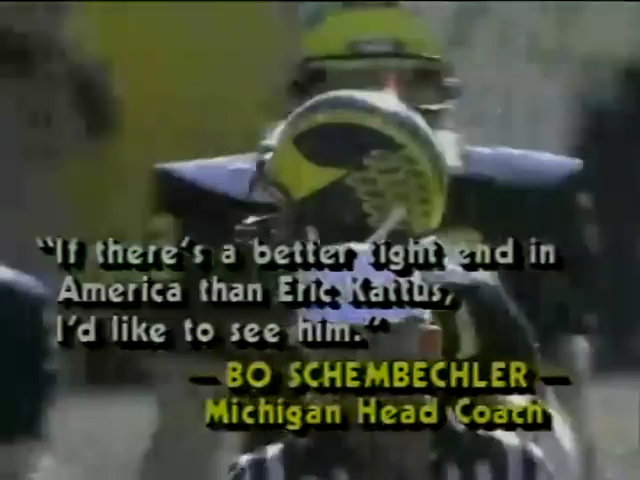 "If there's a better tight end in
America than Eric Kattus,
I'd like to see him."
—BO SCHEMBECHLER—
Michigan Head Coach